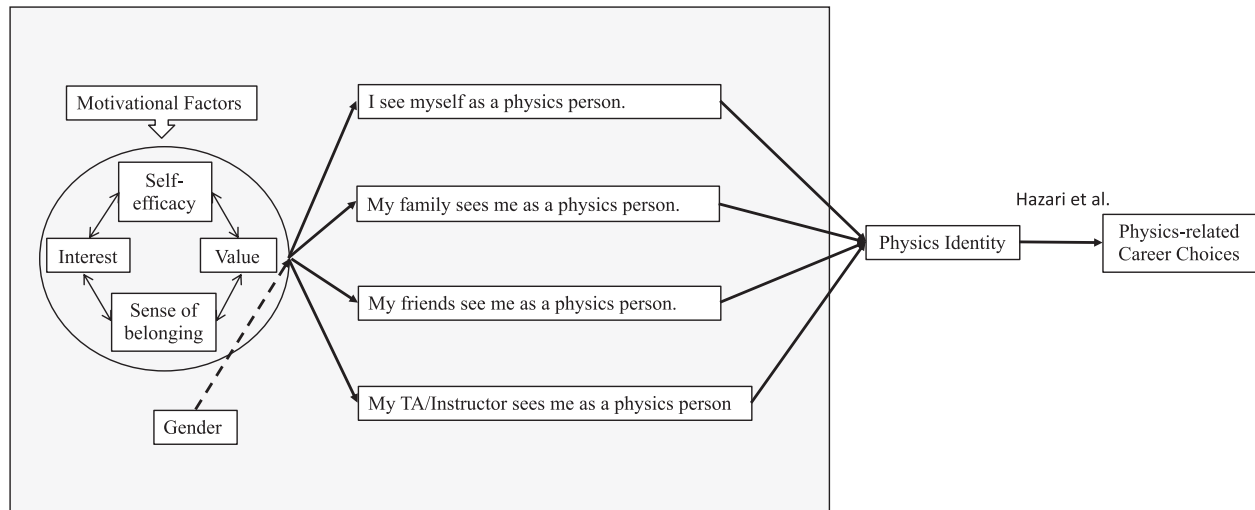 Motivational Factors
Self-
efficacy
Interest
Value
Sense of
belonging
Gender
I see myself as a physics person.
My family sees me as a physics person.
My friends see me as a physics person.
My TA/Instructor sees me as a physics person
Physics Identity
Hazari et al.
Physics-related
Career Choices